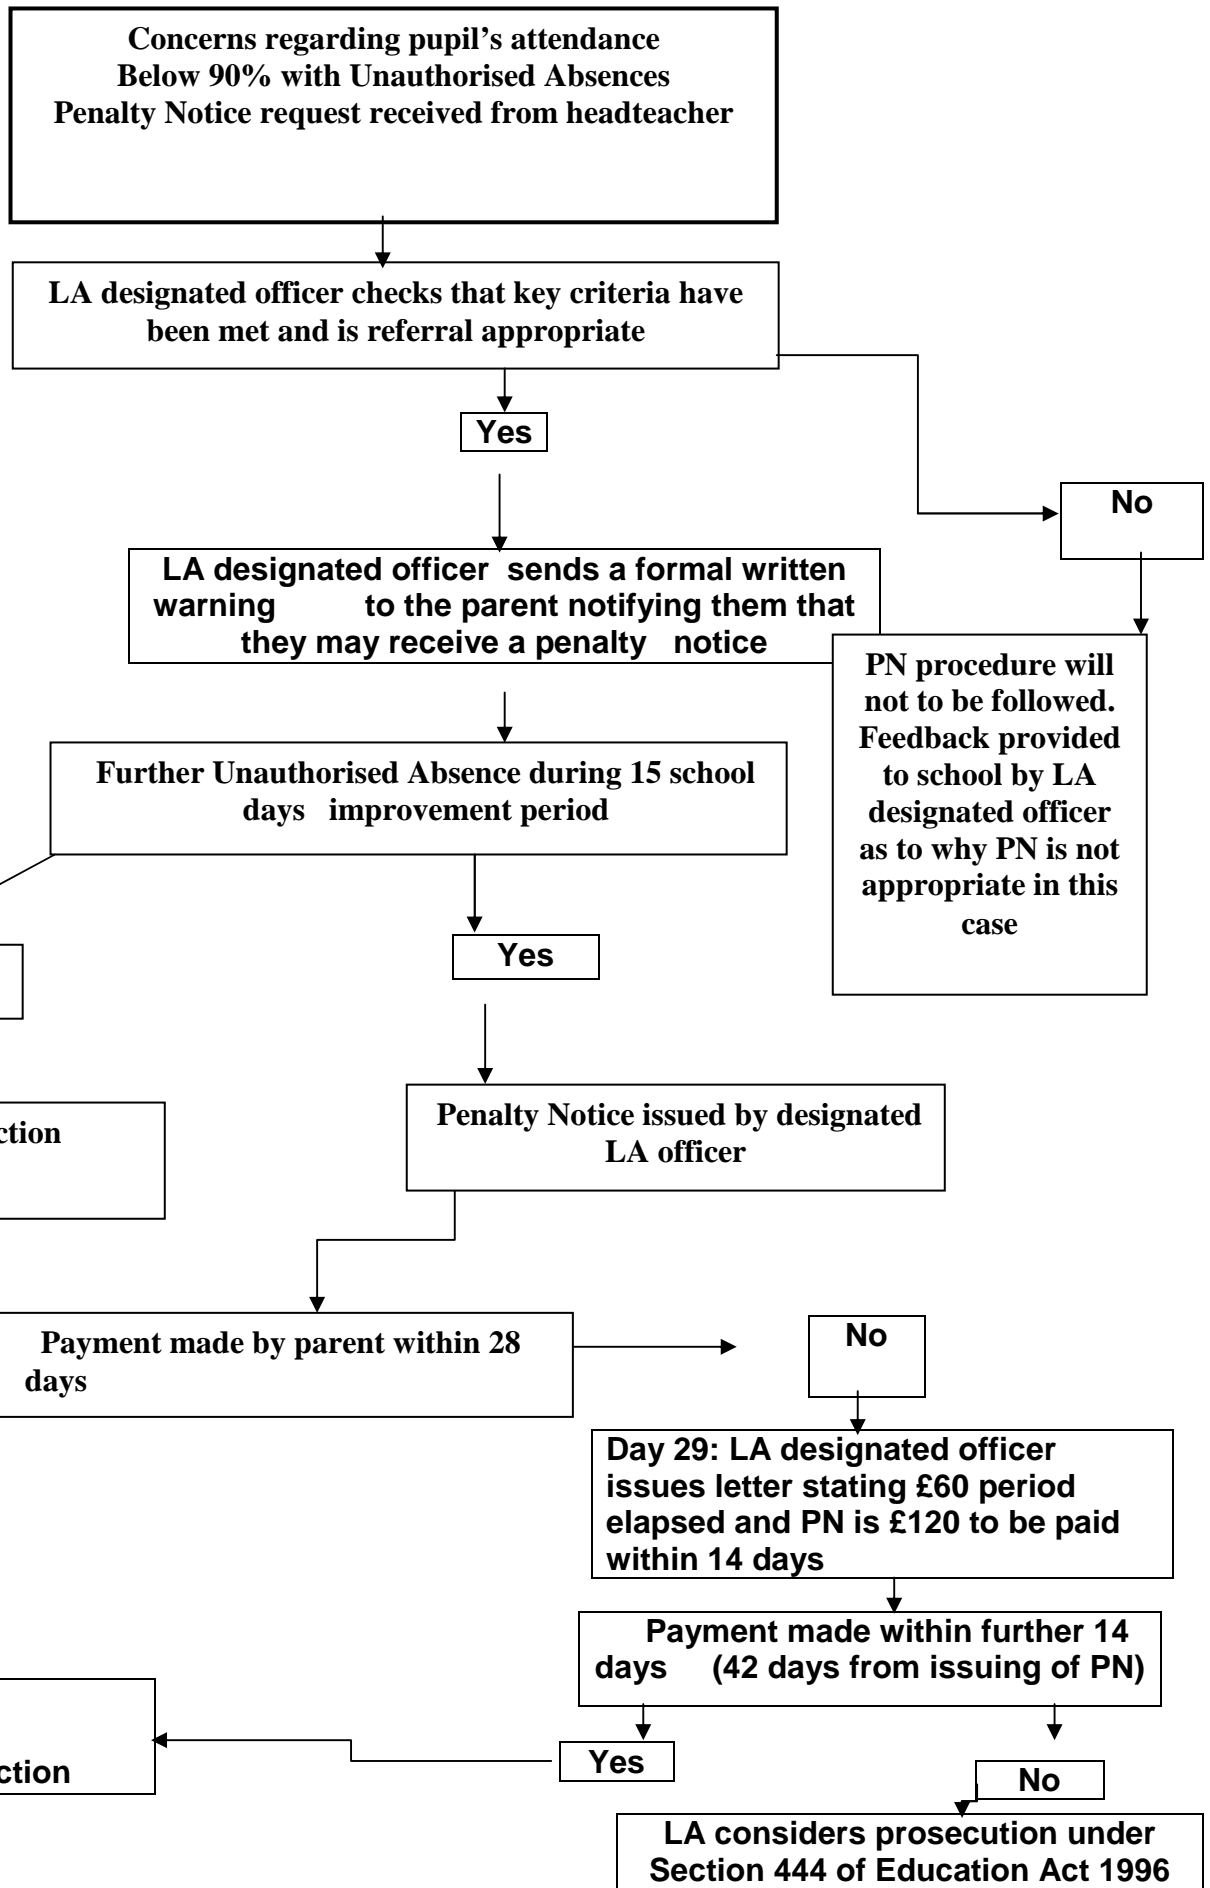 Concerns regarding pupil's attendance
Below 90% with Unauthorised Absences
Penalty Notice request received from headteacher
LA designated officer checks that key criteria have
been met and is referral appropriate
Yes
No
LA designated officer sends a formal written
warning to the parent notifying them that
they may receive a penalty notice
PN procedure will
not to be followed.
Feedback provided
to school by LA
designated officer
as to why PN is not
appropriate in this
case
Further Unauthorised Absence during 15 school
days improvement period
Yes
ction
Penalty Notice issued by designated
LA officer
Payment made by parent within 28
days
No
Day 29: LA designated officer
issues letter stating £60 period
elapsed and PN is £120 to be paid
within 14 days
Payment made within further 14
days (42 days from issuing of PN)
ction
Yes
No
LA considers prosecution under
Section 444 of Education Act 1996